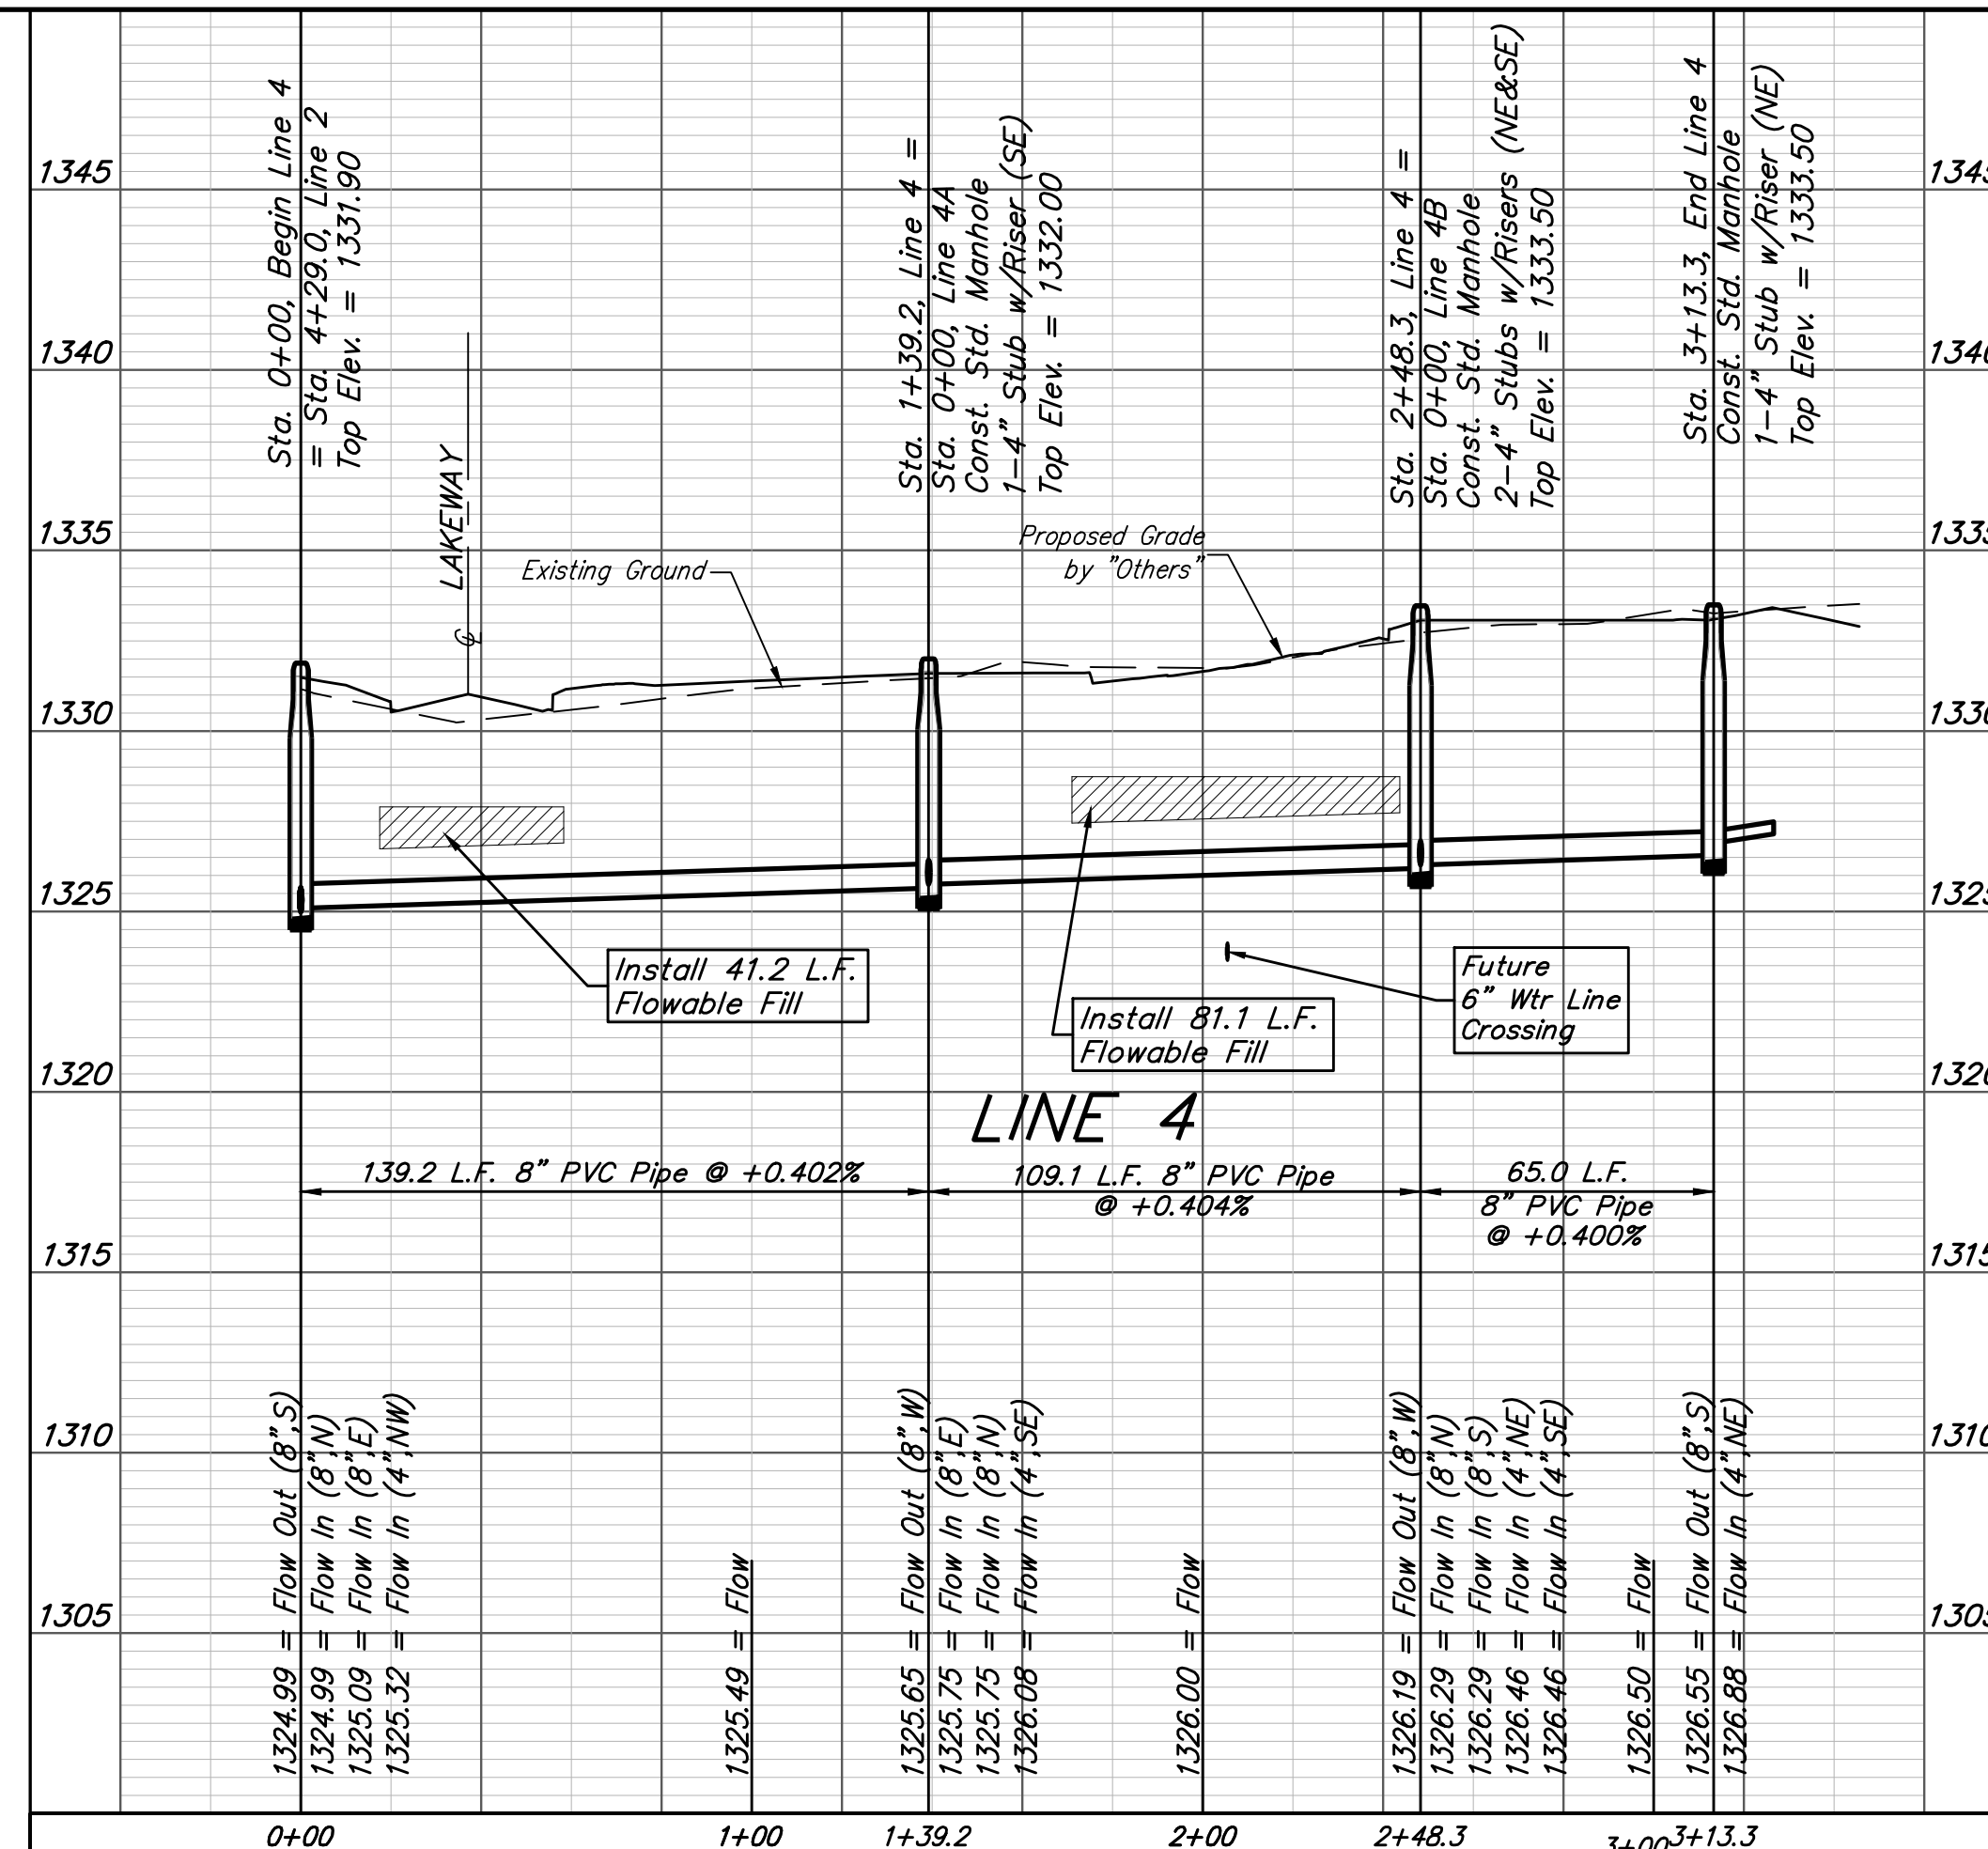 Sta. 0+00, Begin Line 4
= Sta. 4+29.0, Line 2
Top Elev. = 1331.90
LAKEWAY
Sta. 1+39.2, Line 4 =
Sta. 0+00, Line 4A
Const. Std. Manhole
1-4" Stub w/Riser (SE)
Top Elev. = 1332.00
Sta. 2+48.3, Line 4 =
Sta. 0+00, Line 4B
Const. Std. Manhole
2-4" Stubs w/Risers (NE&SE)
Top Elev. = 1333.50
Sta. 3+13.3, End Line 4
Const. Std. Manhole
1-4" Stub w/Riser (NE)
Top Elev. = 1333.50
1345
1340
1335
1330
1325
1320
1315
1310
1305
Existing Ground
Proposed Grade
by "Others"
Install 41.2 L.F.
Flowable Fill
Install 81.1 L.F.
Flowable Fill
Future
6" Wtr Line
Crossing
LINE 4
139.2 L.F. 8" PVC Pipe @ +0.402%
109.1 L.F. 8" PVC Pipe
@ +0.404%
65.0 L.F.
8" PVC Pipe
@ +0.400%
1324.99 = Flow Out (8",S)
1324.99 = Flow In (8",N)
1325.09 = Flow In (8",E)
1325.32 = Flow In (4",NW)
1325.49 = Flow
1325.65 = Flow Out (8",W)
1325.75 = Flow In (8",E)
1325.75 = Flow In (8",N)
1326.08 = Flow In (4",SE)
1326.00 = Flow
1326.19 = Flow Out (8",W)
1326.29 = Flow In (8",N)
1326.29 = Flow In (8",S)
1326.46 = Flow In (4",NE)
1326.46 = Flow In (4",SE)
1326.50 = Flow
1326.55 = Flow Out (8",S)
1326.88 = Flow In (4",NE)
0+00
1+00
1+39.2
2+00
2+48.3
3+00
3+13.3